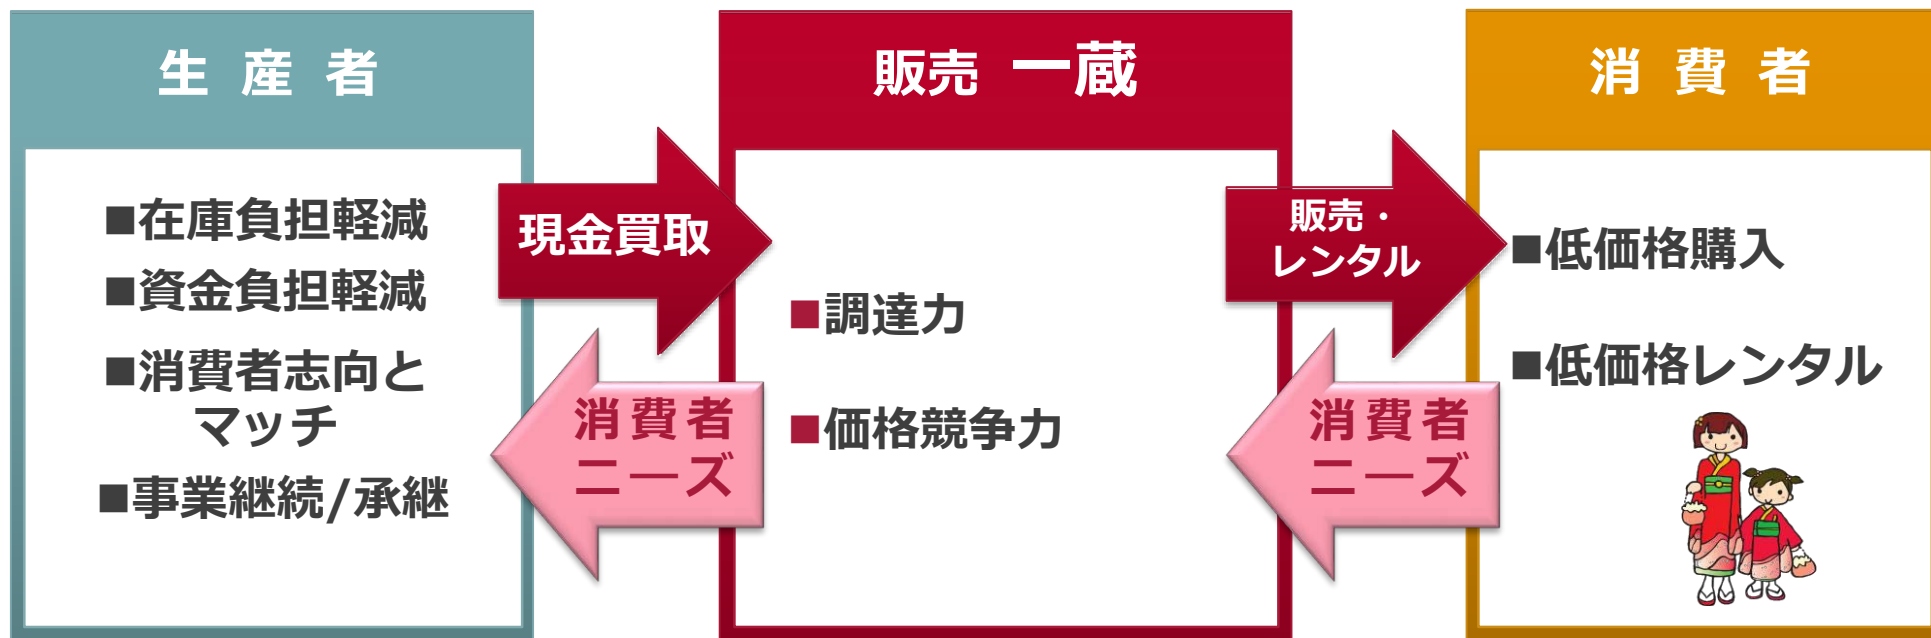 生 産 者
■在庫負担軽減
■資金負担軽減
■消費者志向と
マッチ
■事業継続/承継
現金買取
消費者
ニーズ
販売 一蔵
■調達力
■価格競争力
販売・
レンタル
消費者
ニーズ
消 費 者
■低価格購入
■低価格レンタル